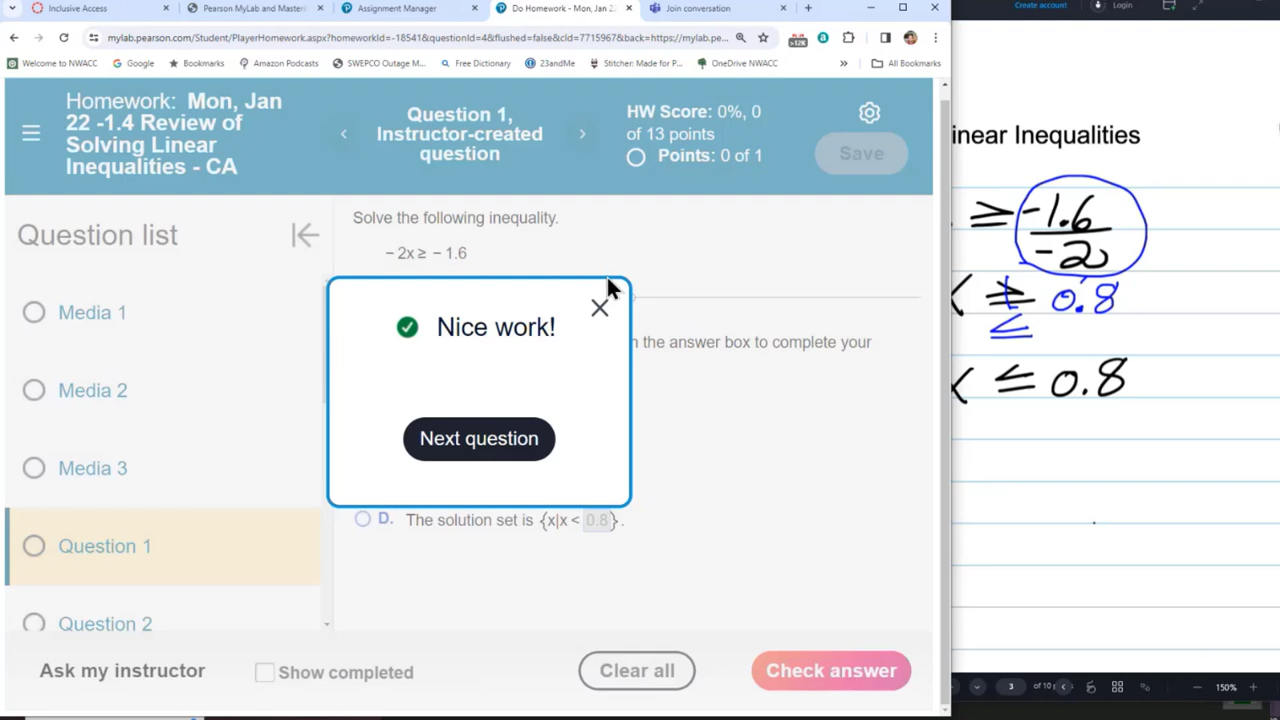 Inclusive Access
Pearson MyLab and Masteri
Assignment Manager
Do Homework - Mon, Jan 22
Join conversation
Create account
Login
mylab.pearson.com/Student/PlayerHomework.aspx?homeworkId=-18541&questionId=4&flushed=false&cId=7715967&back=https://mylab.pe...
>12K
Welcome to NWACC
Google
Bookmarks
Amazon Podcasts
SWEPCO Outage M...
Free Dictionary
23andMe
Stitcher: Made for P...
OneDrive NWACC
»
All Bookmarks
Homework: Mon, Jan
22 -1.4 Review of
Solving Linear
Inequalities - CA
Question 1,
Instructor-created
question
HW Score: 0%, 0
of 13 points
Points: 0 of 1
Save
Question list
Media 1
Media 2
Media 3
Question 1
Question 2
Solve the following inequality.
− 2x ≥ − 1.6
Nice work!
Next question
n the answer box to complete your
D. The solution set is {x|x < 0.8}.
Ask my instructor
Show completed
Clear all
Check answer
inear Inequalities
≥ -1.6
-2
x ≥ 0.8
≤
x ≤ 0.8
3
of 10
150%